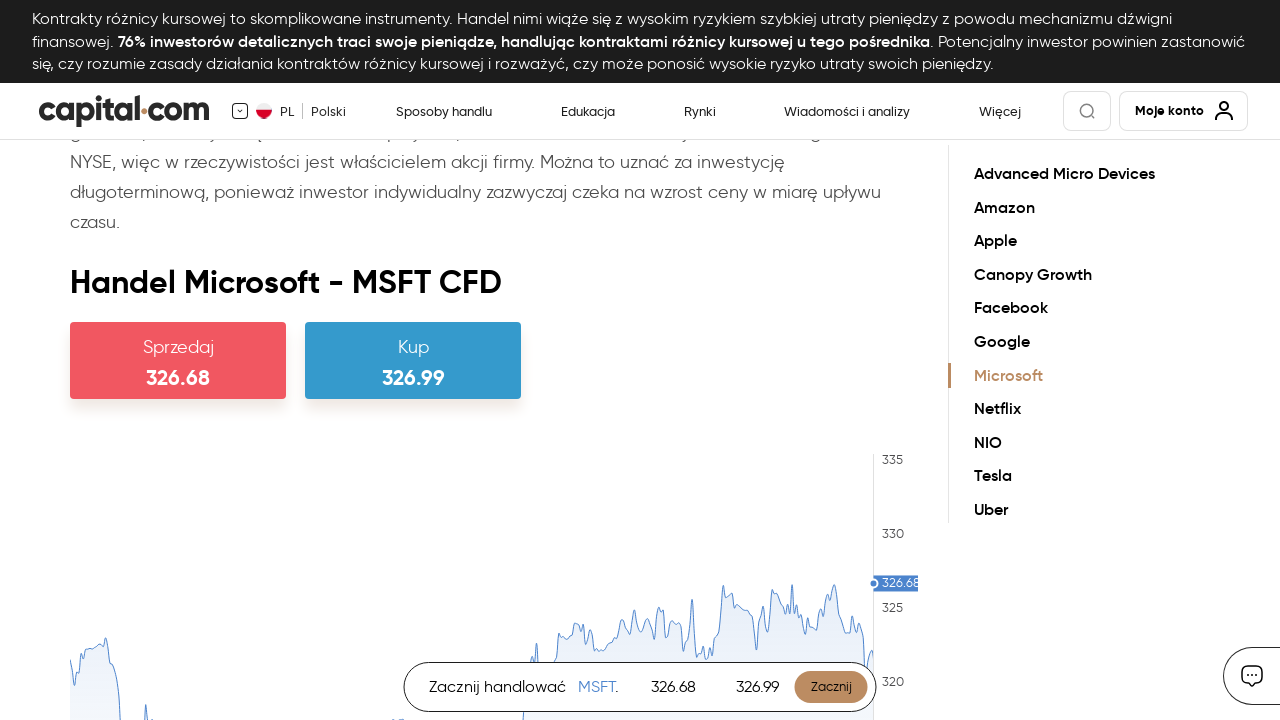 Kontrakty różnicy kursowej to skomplikowane instrumenty. Handel nimi wiąże się z wysokim ryzykiem szybkiej utraty pieniędzy z powodu mechanizmu dźwigni
finansowej. 76% inwestorów detalicznych traci swoje pieniądze, handlując kontraktami różnicy kursowej u tego pośrednika. Potencjalny inwestor powinien zastanowić
się, czy rozumie zasady działania kontraktów różnicy kursowej i rozważyć, czy może ponosić wysokie ryzyko utraty swoich pieniędzy.
capital.com
PL
Polski
Sposoby handlu
Edukacja
Rynki
Wiadomości i analizy
Więcej
Moje konto
NYSE, więc w rzeczywistości jest właścicielem akcji firmy. Można to uznać za inwestycję
długoterminową, ponieważ inwestor indywidualny zazwyczaj czeka na wzrost ceny w miarę upływu
czasu.
Handel Microsoft - MSFT CFD
Sprzedaj
326.68
Kup
326.99
335
330
326.68
325
320
Advanced Micro Devices
Amazon
Apple
Canopy Growth
Facebook
Google
Microsoft
Netflix
NIO
Tesla
Uber
Zacznij handlować MSFT. 326.68 326.99 Zacznij